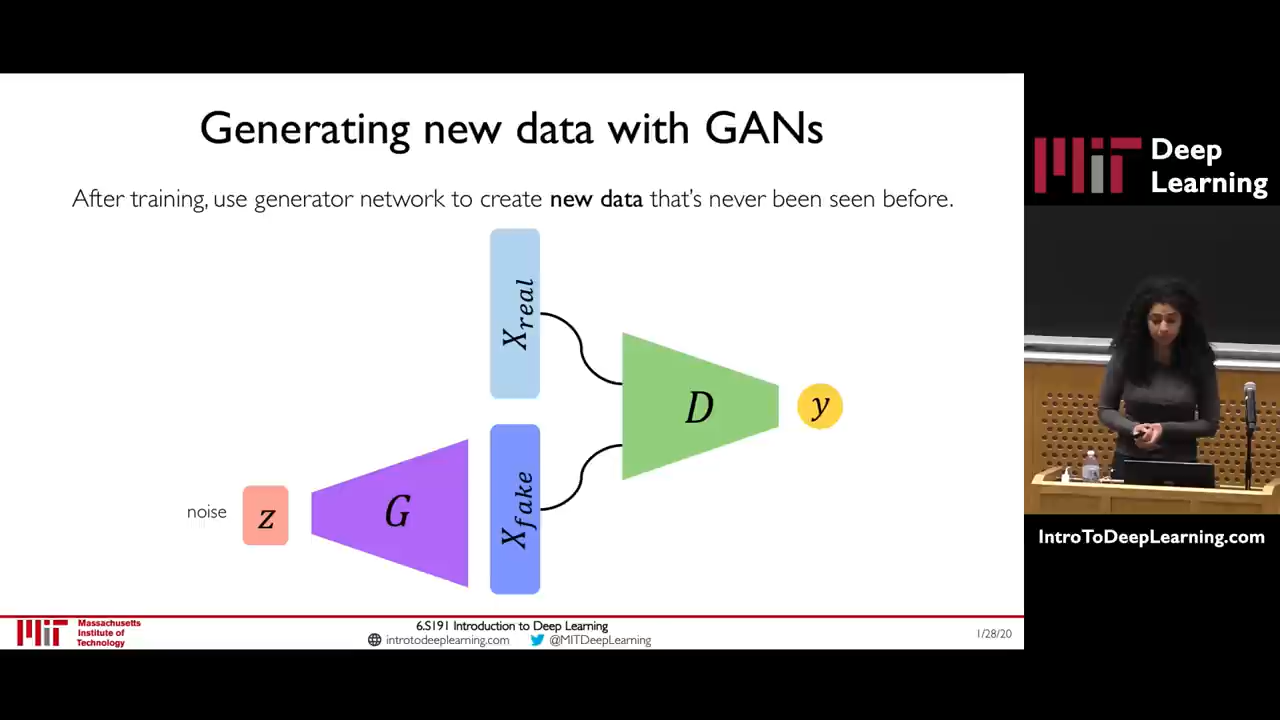 Generating new data with GANs
After training, use generator network to create new data that's never been seen before.
X_real
D
y
noise
z
G
X_fake
Massachusetts
Institute of
Technology
6.S191 Introduction to Deep Learning
introtodeeplearning.com @MITDeepLearning
1/28/20
MIT Deep
Learning
IntroToDeepLearning.com